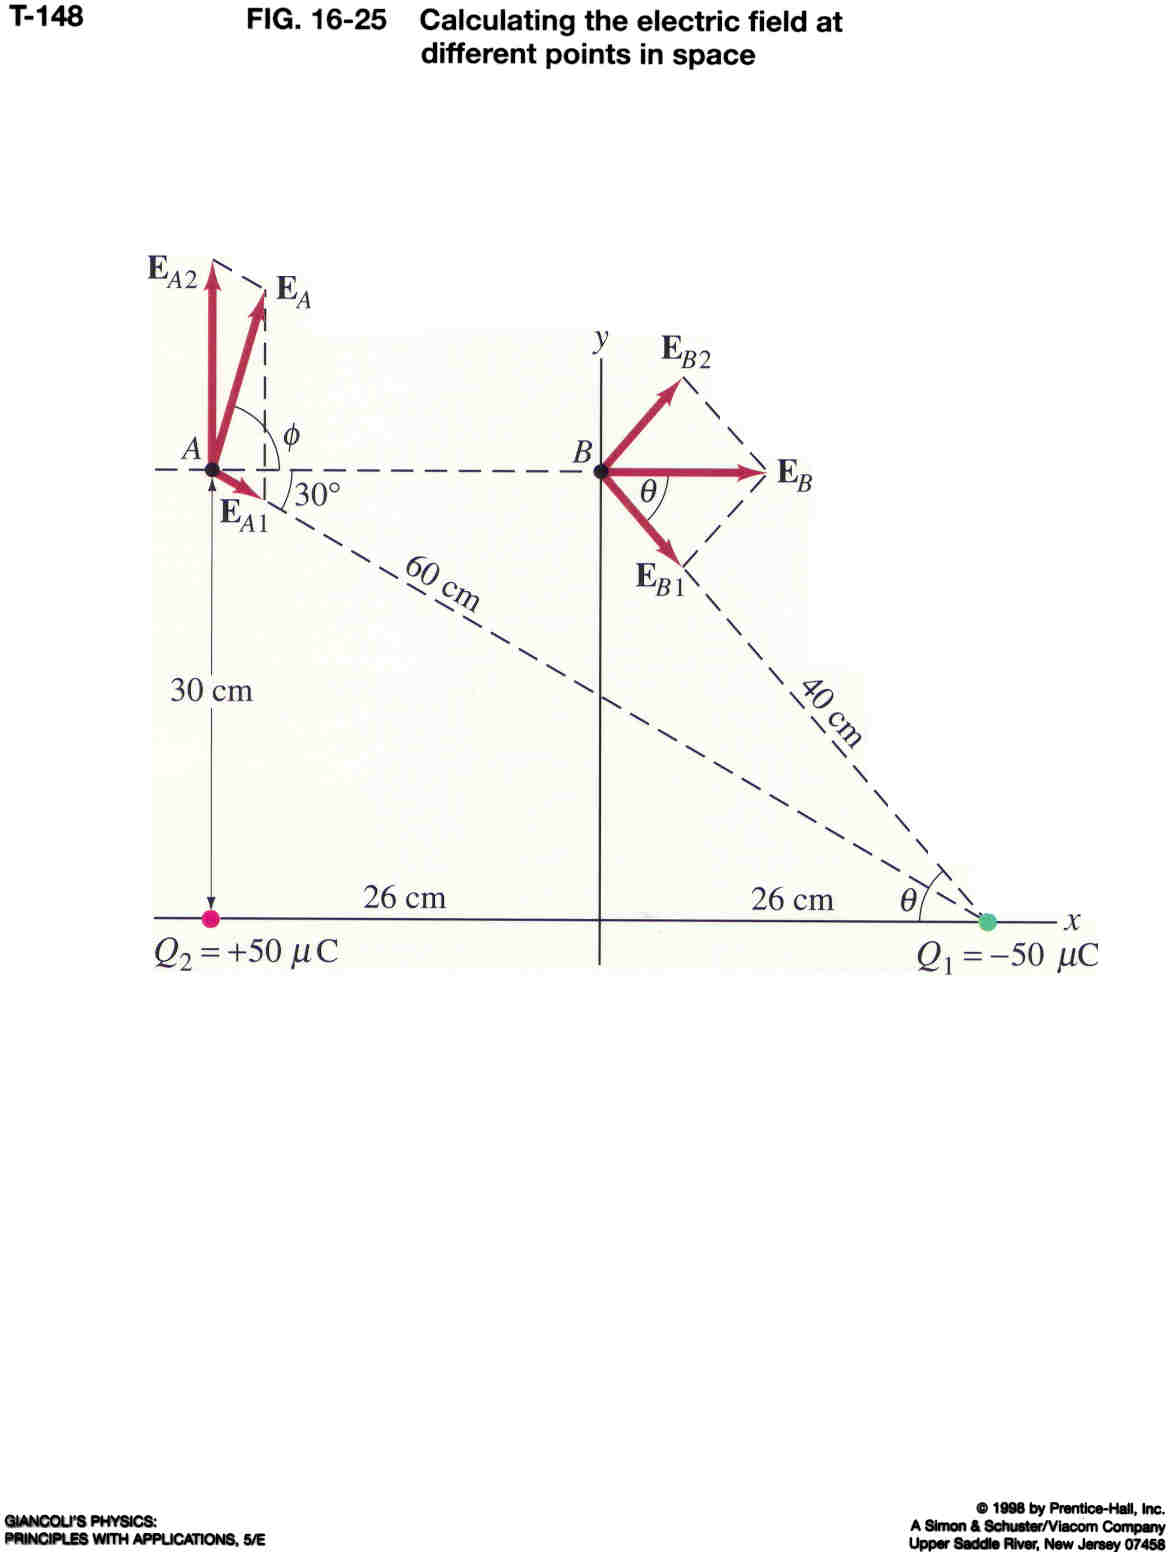 T-148
FIG. 16-25 Calculating the electric field at
different points in space
E_A2
E_A
A
ϕ
30°
E_A1
y
E_B2
B
θ
E_B
E_B1
60 cm
30 cm
40 cm
26 cm
26 cm
θ
x
Q₂ = +50 μC
Q₁ = −50 μC
GIANCOLI'S PHYSICS:
PRINCIPLES WITH APPLICATIONS, 5/E
© 1998 by Prentice-Hall, Inc.
A Simon & Schuster/Viacom Company
Upper Saddle River, New Jersey 07458